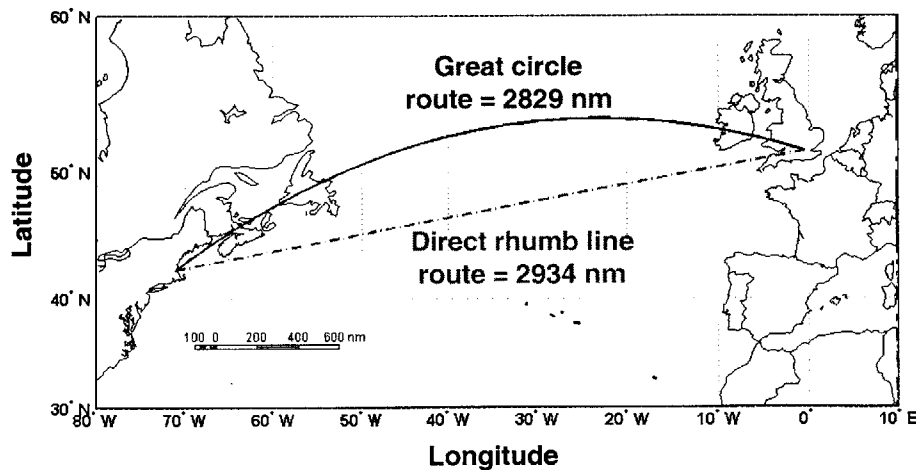 60° N
Great circle
route = 2829 nm
50° N
Latitude
Direct rhumb line
route = 2934 nm
40° N
100 0 200 400 600 nm
30° N
80° W 70° W 60° W 50° W 40° W 30° W 20° W 10° W 0° 10° E
Longitude